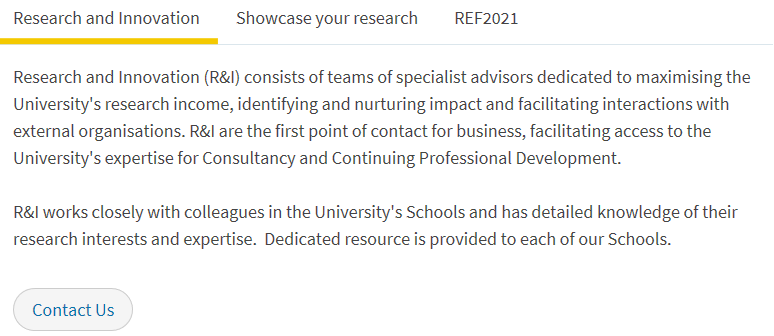 Research and Innovation Showcase your research REF2021
Research and Innovation (R&I) consists of teams of specialist advisors dedicated to maximising the
University's research income, identifying and nurturing impact and facilitating interactions with
external organisations. R&I are the first point of contact for business, facilitating access to the
University's expertise for Consultancy and Continuing Professional Development.
R&I works closely with colleagues in the University's Schools and has detailed knowledge of their
research interests and expertise.  Dedicated resource is provided to each of our Schools.
Contact Us